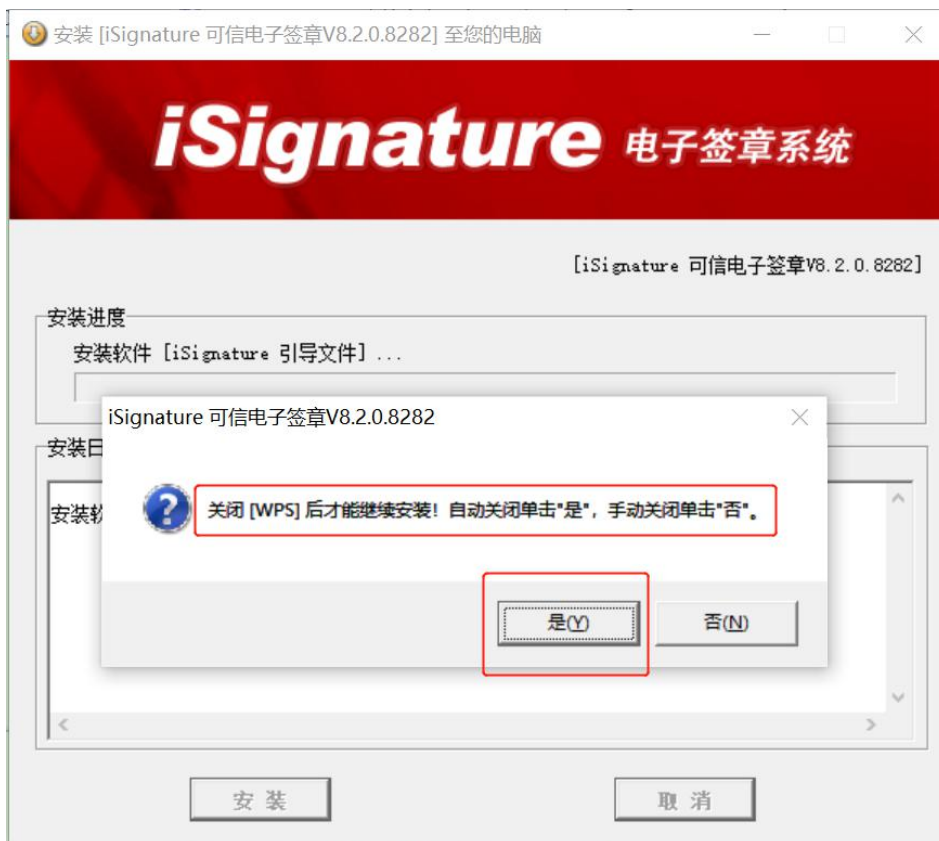 安装 [iSignature 可信电子签章V8.2.0.8282] 至您的电脑
iSignature 电子签章系统
[iSignature 可信电子签章V8.2.0.8282]
安装进度
安装软件 [iSignature 引导文件] ...
iSignature 可信电子签章V8.2.0.8282
安装日
安装软
关闭 [WPS] 后才能继续安装！自动关闭单击"是"，手动关闭单击"否"。
是(Y) 否(N)
安 装 取 消